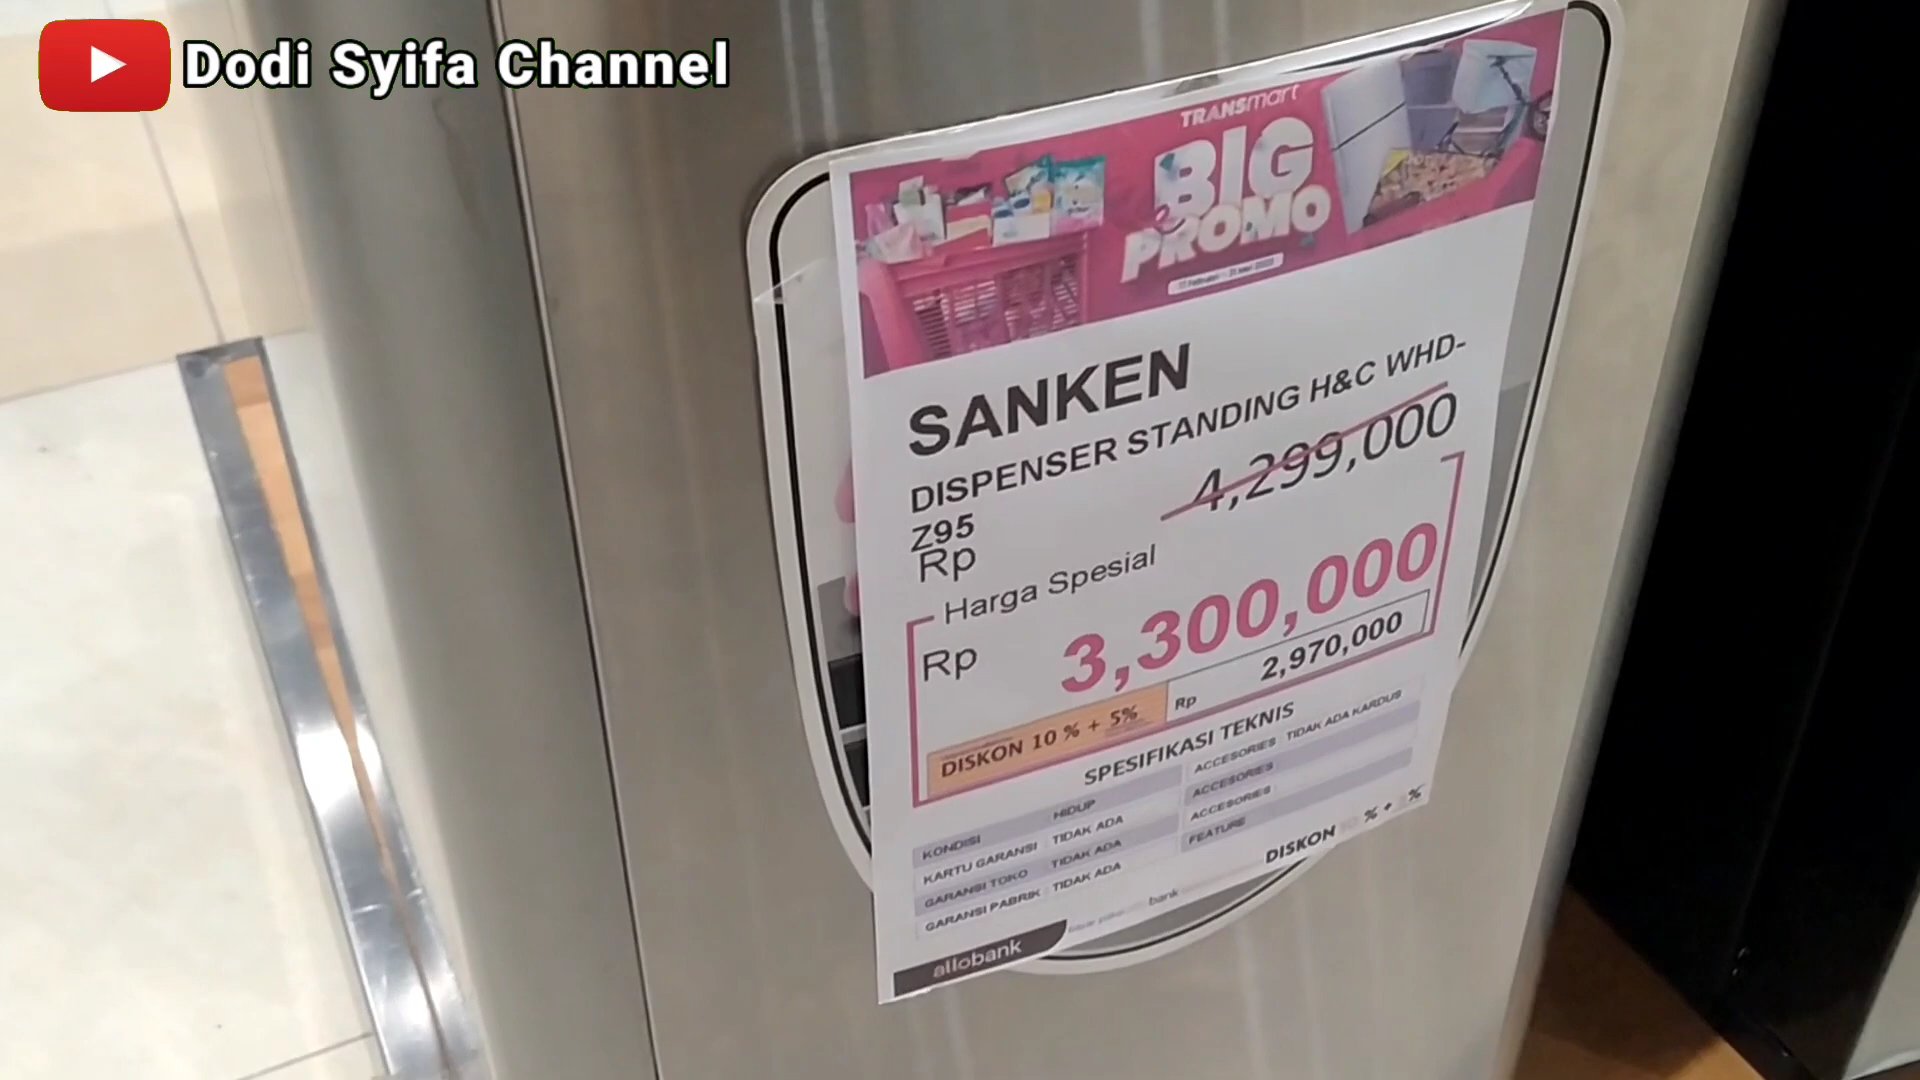 Dodi Syifa Channel
TRANSmart
BIG
PROMO
SANKEN
DISPENSER STANDING H&C WHD-
Z95
Rp 4,299,000
Harga Spesial
Rp 3,300,000
DISKON 10 % + 5% Rp 2,970,000
SPESIFIKASI TEKNIS
KONDISI HIDUP
KARTU GARANSI TIDAK ADA
GARANSI TOKO TIDAK ADA
GARANSI PABRIK TIDAK ADA
ACCESORIES TIDAK ADA KARDUS
ACCESORIES
ACCESORIES
FEATURE
DISKON % + %
bank
allobank